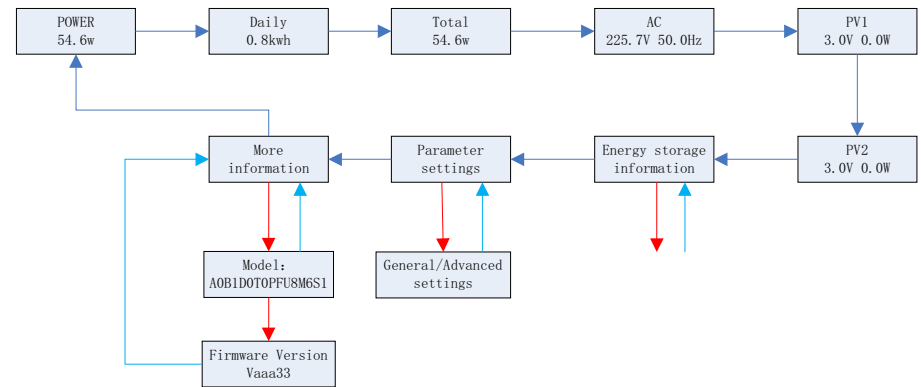 POWER
54.6w
Daily
0.8kwh
Total
54.6w
AC
225.7V 50.0Hz
PV1
3.0V 0.0W
More
information
Parameter
settings
Energy storage
information
PV2
3.0V 0.0W
Model：
A0B1D0T0PFU8M6S1
General/Advanced
settings
Firmware Version
Vaaa33